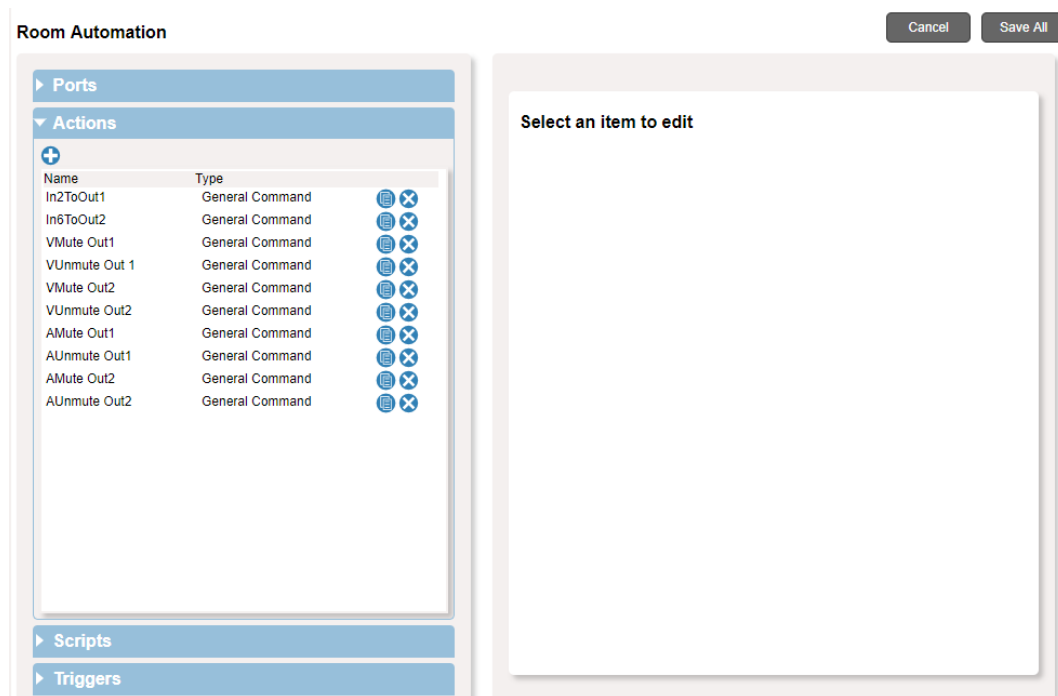 Room Automation
Cancel
Save All
Ports
Actions
Name Type
In2ToOut1 General Command
In6ToOut2 General Command
VMute Out1 General Command
VUnmute Out 1 General Command
VMute Out2 General Command
VUnmute Out2 General Command
AMute Out1 General Command
AUnmute Out1 General Command
AMute Out2 General Command
AUnmute Out2 General Command
Scripts
Triggers
Select an item to edit